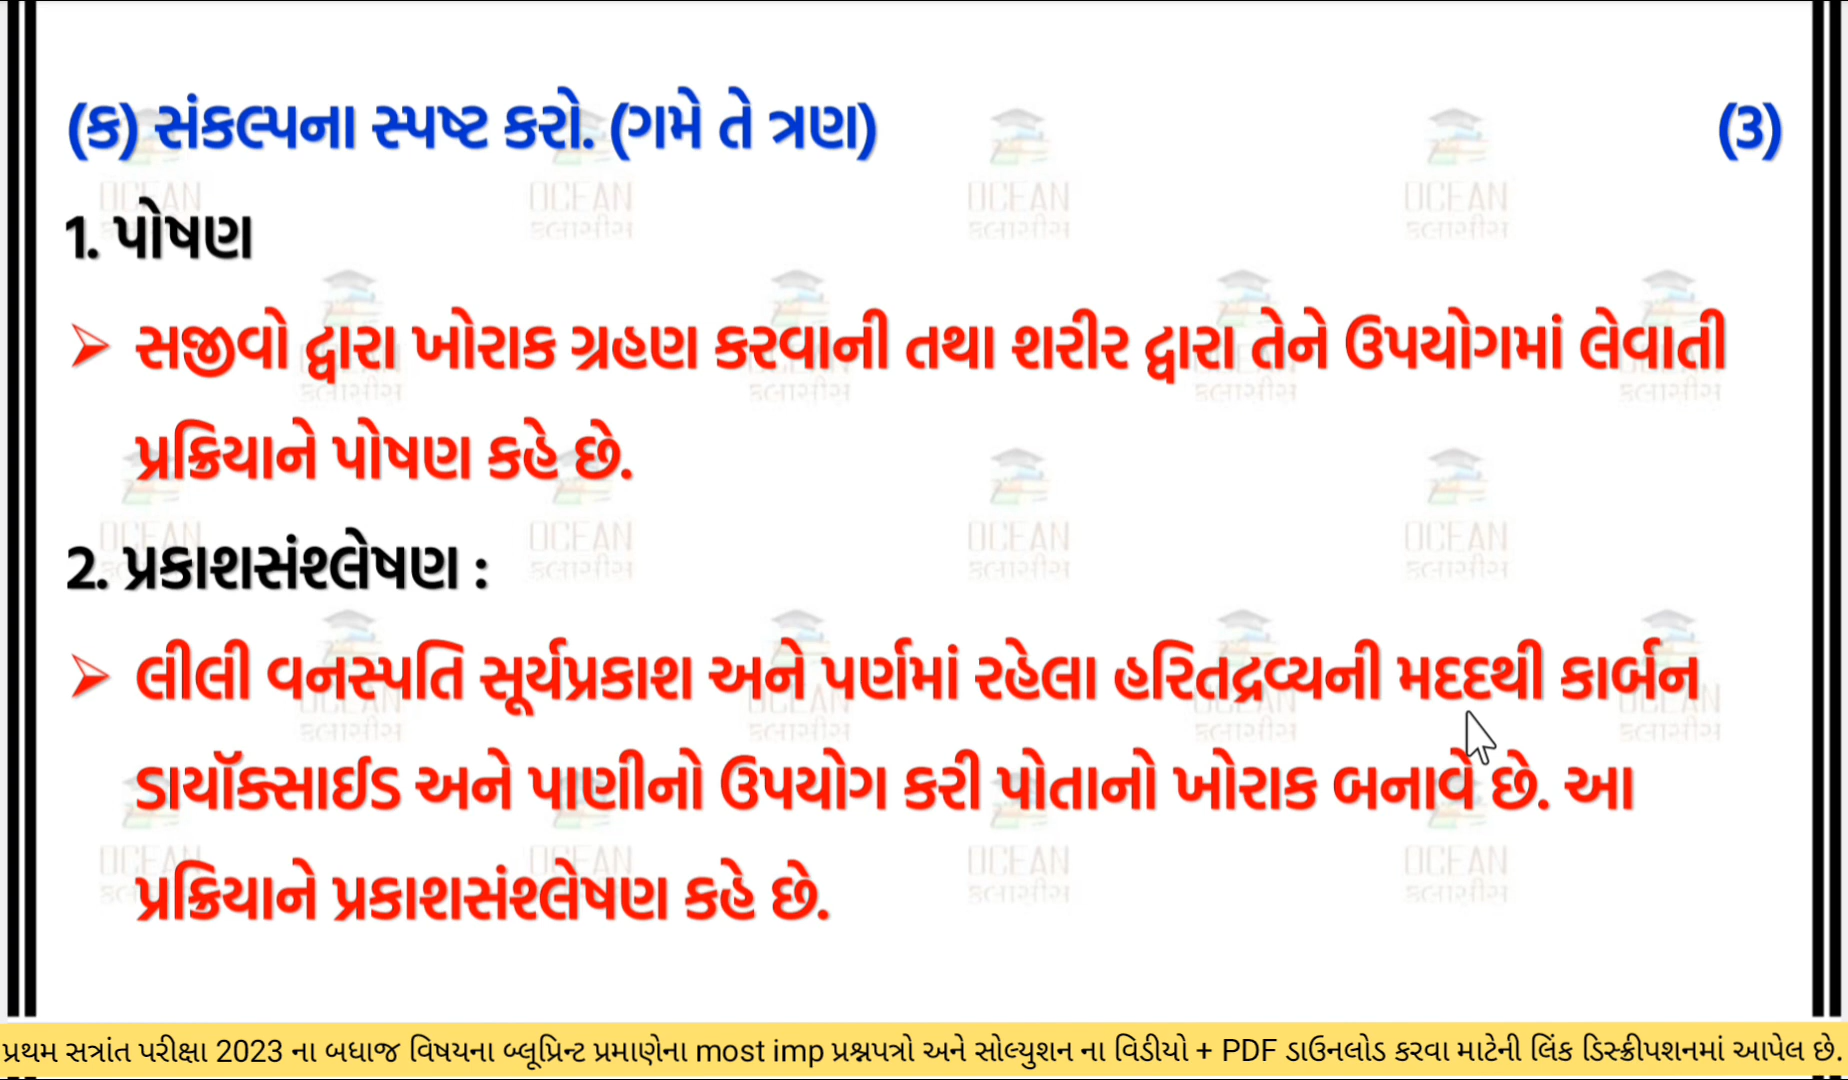 (ક) સંકલ્પના સ્પષ્ટ કરો. (ગમે તે ત્રણ) (૩)
1. પોષણ
➢ સજીવો દ્વારા ખોરાક ગ્રહણ કરવાની તથા શરીર દ્વારા તેને ઉપયોગમાં લેવાતી
પ્રક્રિયાને પોષણ કહે છે.
2. પ્રકાશસંશ્લેષણ :
➢ લીલી વનસ્પતિ સૂર્યપ્રકાશ અને પર્ણમાં રહેલા હરિતદ્રવ્યની મદદથી કાર્બન
ડાયૉક્સાઈડ અને પાણીનો ઉપયોગ કરી પોતાનો ખોરાક બનાવે છે. આ
પ્રક્રિયાને પ્રકાશસંશ્લેષણ કહે છે.
OCEAN
કલાસીસ
પ્રથમ સત્રાંત પરીક્ષા 2023 ના બધાજ વિષયના બ્લૂપ્રિન્ટ પ્રમાણેના most imp પ્રશ્નપત્રો અને સોલ્યુશન ના વિડીયો + PDF ડાઉનલોડ કરવા માટેની લિંક ડિસ્ક્રીપશનમાં આપેલ છે.